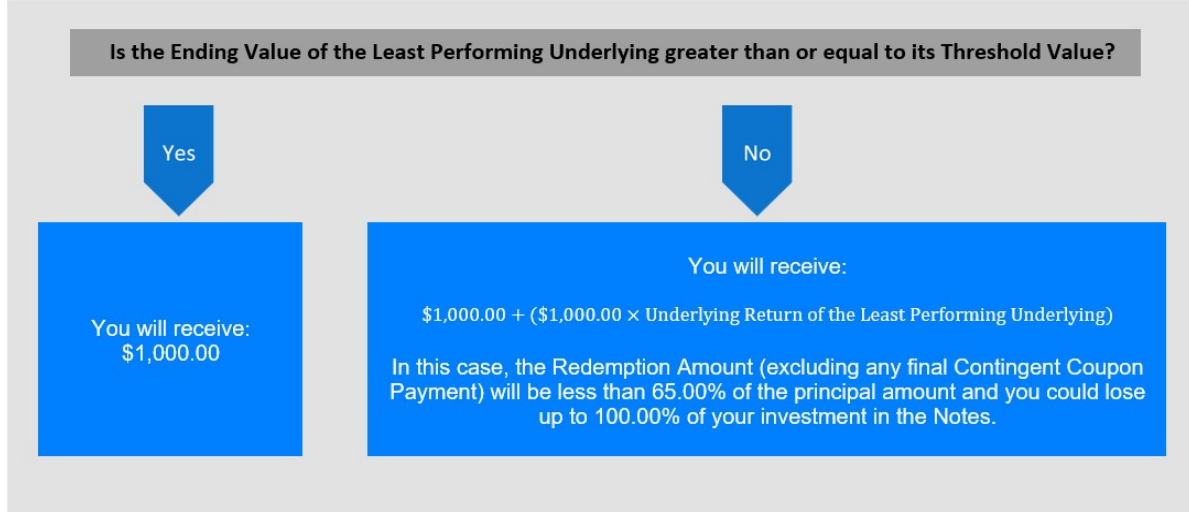 Is the Ending Value of the Least Performing Underlying greater than or equal to its Threshold Value?
Yes
No
You will receive:
$1,000.00
You will receive:
$1,000.00 + ($1,000.00 × Underlying Return of the Least Performing Underlying)
In this case, the Redemption Amount (excluding any final Contingent Coupon
Payment) will be less than 65.00% of the principal amount and you could lose
up to 100.00% of your investment in the Notes.